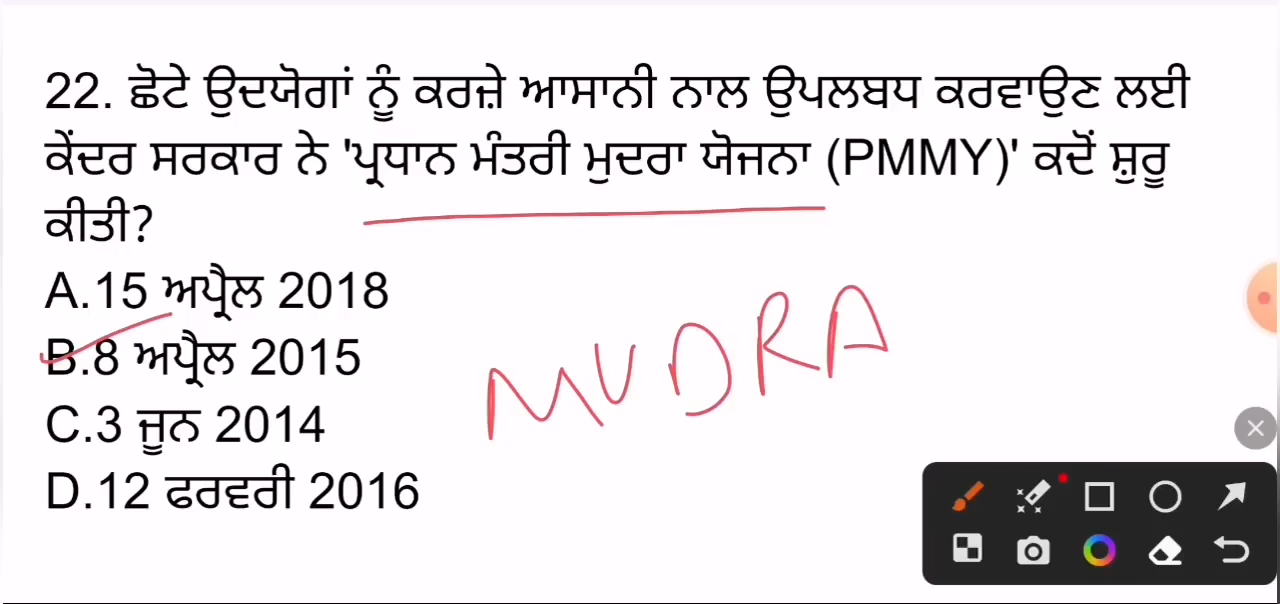 22. ਛੋਟੇ ਉਦਯੋਗਾਂ ਨੂੰ ਕਰਜ਼ੇ ਆਸਾਨੀ ਨਾਲ ਉਪਲਬਧ ਕਰਵਾਉਣ ਲਈ
ਕੇਂਦਰ ਸਰਕਾਰ ਨੇ 'ਪ੍ਰਧਾਨ ਮੰਤਰੀ ਮੁਦਰਾ ਯੋਜਨਾ (PMMY)' ਕਦੋਂ ਸ਼ੁਰੂ
ਕੀਤੀ?
A.15 ਅਪ੍ਰੈਲ 2018
B.8 ਅਪ੍ਰੈਲ 2015
C.3 ਜੂਨ 2014
D.12 ਫਰਵਰੀ 2016
MUDRA